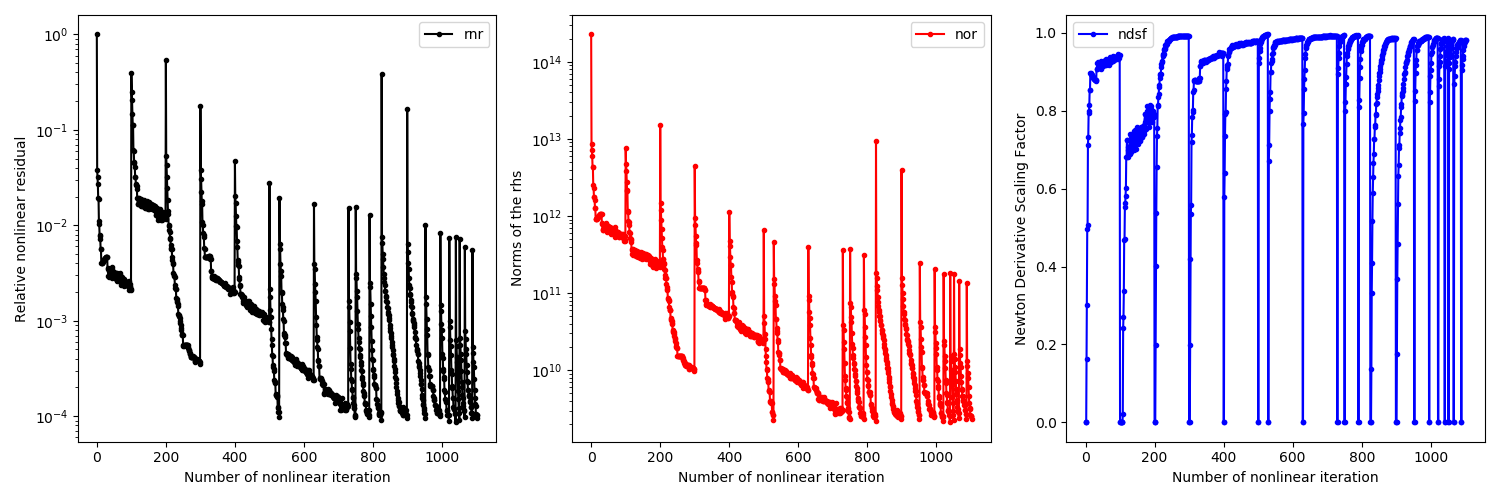 rnr
Relative nonlinear residual
10⁰
10⁻¹
10⁻²
10⁻³
10⁻⁴
0 200 400 600 800 1000
Number of nonlinear iteration
nor
Norms of the rhs
10¹⁴
10¹³
10¹²
10¹¹
10¹⁰
0 200 400 600 800 1000
Number of nonlinear iteration
ndsf
Newton Derivative Scaling Factor
1.0
0.8
0.6
0.4
0.2
0.0
0 200 400 600 800 1000
Number of nonlinear iteration